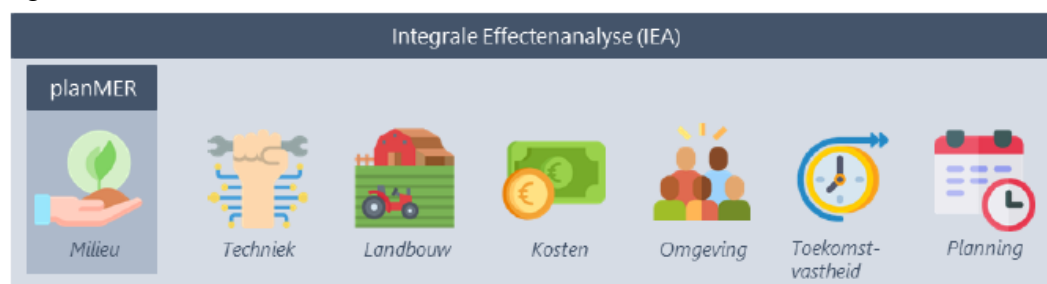 Integrale Effectenanalyse (IEA)
planMER
Milieu
Techniek
Landbouw
Kosten
Omgeving
Toekomst-
vastheid
Planning